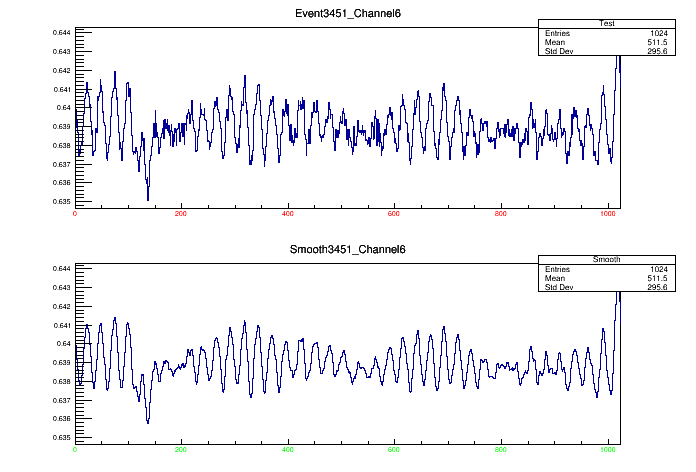 Event3451_Channel6
Test
Entries 1024
Mean 511.5
Std Dev 295.6
0.644
0.643
0.642
0.641
0.64
0.639
0.638
0.637
0.636
0.635
0 200 400 600 800 1000
Smooth3451_Channel6
Smooth
Entries 1024
Mean 511.5
Std Dev 295.6
0.644
0.643
0.642
0.641
0.64
0.639
0.638
0.637
0.636
0.635
0 200 400 600 800 1000